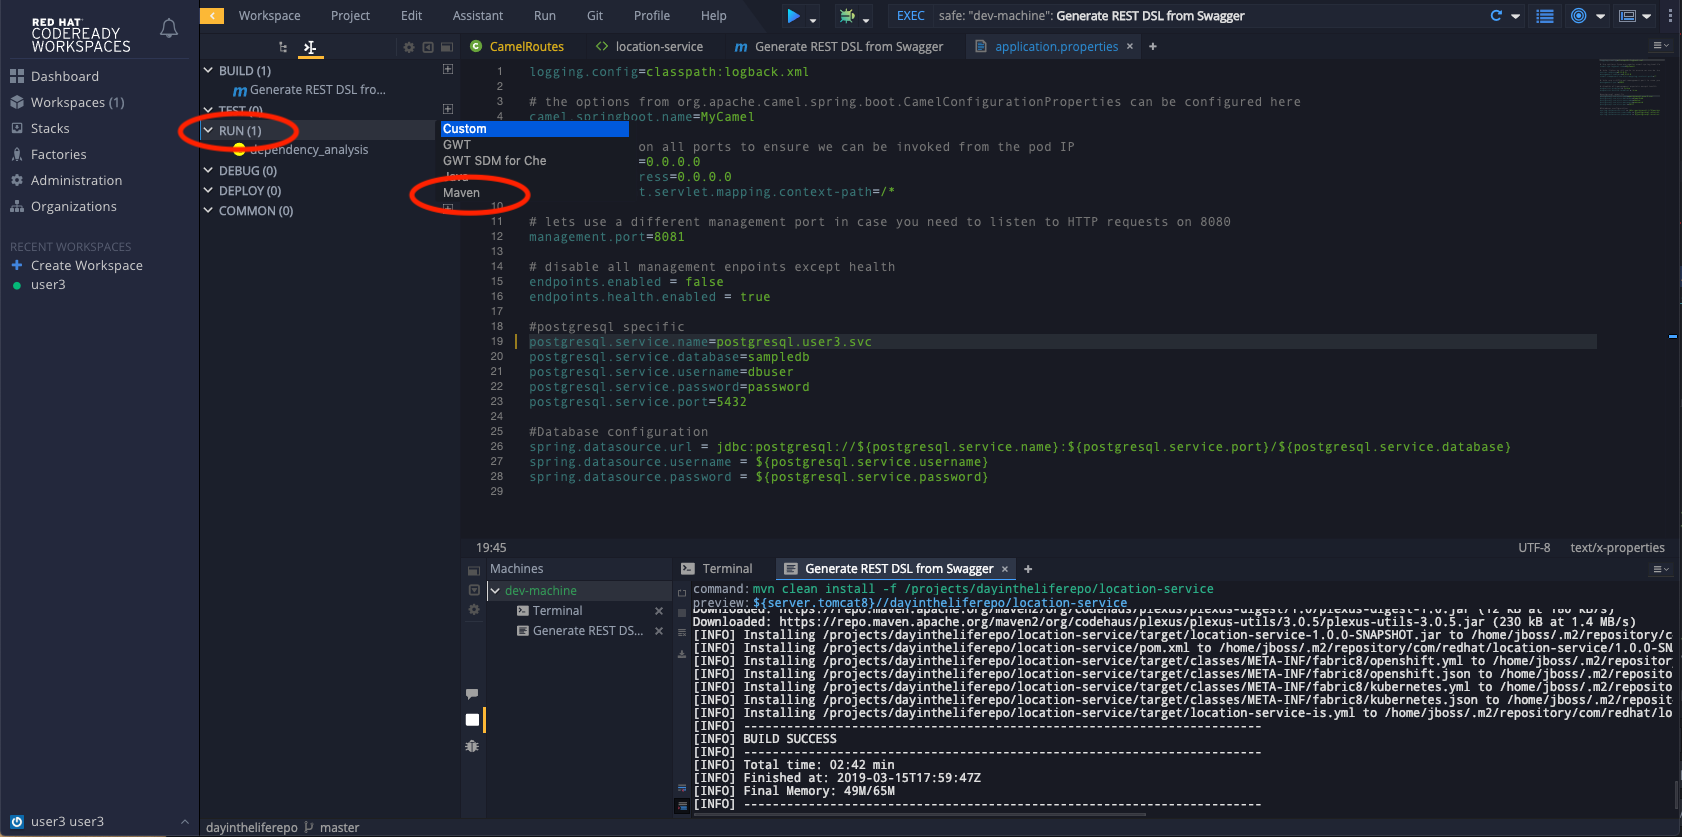 RED HAT
CODEREADY
WORKSPACES
Dashboard
Workspaces (1)
Stacks
Factories
Administration
Organizations
RECENT WORKSPACES
Create Workspace
user3
user3 user3
Workspace Project Edit Assistant Run Git Profile Help
EXEC safe: "dev-machine": Generate REST DSL from Swagger
BUILD (1)
m Generate REST DSL fro...
TEST (0)
RUN (1)
dependency_analysis
DEBUG (0)
DEPLOY (0)
COMMON (0)
Custom
GWT
GWT SDM for Che
Java
Maven
C CamelRoutes <> location-service m Generate REST DSL from Swagger application.properties × +
1 logging.config=classpath:logback.xml
2
3 # the options from org.apache.camel.spring.boot.CamelConfigurationProperties can be configured here
4 camel.springboot.name=MyCamel
on all ports to ensure we can be invoked from the pod IP
=0.0.0.0
ress=0.0.0.0
t.servlet.mapping.context-path=/*
10
11 # lets use a different management port in case you need to listen to HTTP requests on 8080
12 management.port=8081
13
14 # disable all management enpoints except health
15 endpoints.enabled = false
16 endpoints.health.enabled = true
17
18 #postgresql specific
19 postgresql.service.name=postgresql.user3.svc
20 postgresql.service.database=sampledb
21 postgresql.service.username=dbuser
22 postgresql.service.password=password
23 postgresql.service.port=5432
24
25 #Database configuration
26 spring.datasource.url = jdbc:postgresql://${postgresql.service.name}:${postgresql.service.port}/${postgresql.service.database}
27 spring.datasource.username = ${postgresql.service.username}
28 spring.datasource.password = ${postgresql.service.password}
29
19:45 UTF-8 text/x-properties
Machines
dev-machine
Terminal ×
Generate REST DS... ×
Terminal Generate REST DSL from Swagger × +
command: mvn clean install -f /projects/dayintheliferepo/location-service
preview: ${server.tomcat8}//dayintheliferepo/location-service
Downloaded: https://repo.maven.apache.org/maven2/org/codehaus/plexus/plexus-digest/1.0/plexus-digest-1.0.jar (12 kB at 180 kB/s)
Downloaded: https://repo.maven.apache.org/maven2/org/codehaus/plexus/plexus-utils/3.0.5/plexus-utils-3.0.5.jar (230 kB at 1.4 MB/s)
[INFO] Installing /projects/dayintheliferepo/location-service/target/location-service-1.0.0-SNAPSHOT.jar to /home/jboss/.m2/repository/c
[INFO] Installing /projects/dayintheliferepo/location-service/pom.xml to /home/jboss/.m2/repository/com/redhat/location-service/1.0.0-SN
[INFO] Installing /projects/dayintheliferepo/location-service/target/classes/META-INF/fabric8/openshift.yml to /home/jboss/.m2/repositor
[INFO] Installing /projects/dayintheliferepo/location-service/target/classes/META-INF/fabric8/openshift.json to /home/jboss/.m2/reposito
[INFO] Installing /projects/dayintheliferepo/location-service/target/classes/META-INF/fabric8/kubernetes.yml to /home/jboss/.m2/reposito
[INFO] Installing /projects/dayintheliferepo/location-service/target/classes/META-INF/fabric8/kubernetes.json to /home/jboss/.m2/reposit
[INFO] Installing /projects/dayintheliferepo/location-service/target/location-service-is.yml to /home/jboss/.m2/repository/com/redhat/lo
[INFO] ------------------------------------------------------------------------
[INFO] BUILD SUCCESS
[INFO] ------------------------------------------------------------------------
[INFO] Total time: 02:42 min
[INFO] Finished at: 2019-03-15T17:59:47Z
[INFO] Final Memory: 49M/65M
[INFO] ------------------------------------------------------------------------
dayintheliferepo master